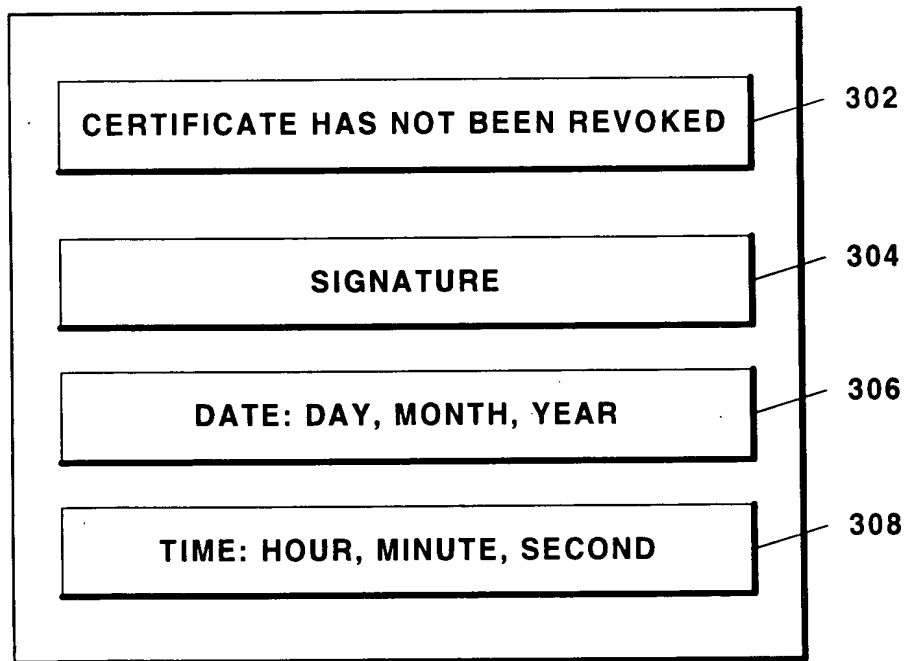 CERTIFICATE HAS NOT BEEN REVOKED
302
SIGNATURE
304
DATE: DAY, MONTH, YEAR
306
TIME: HOUR, MINUTE, SECOND
308